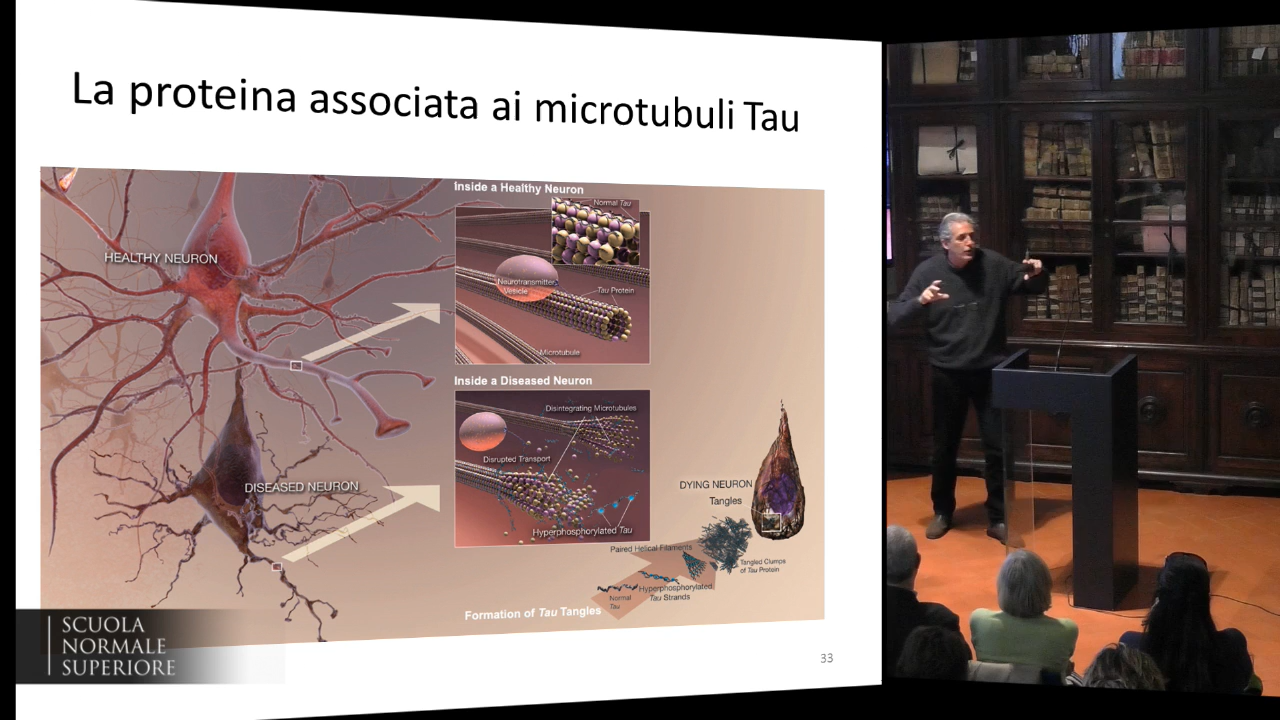 La proteina associata ai microtubuli Tau
Inside a Healthy Neuron
Normal Tau
HEALTHY NEURON
Neurotransmitter
Vesicle
Tau Protein
Microtubule
Inside a Diseased Neuron
Disintegrating Microtubules
Disrupted Transport
DISEASED NEURON
Hyperphosphorylated Tau
DYING NEURON
Tangles
Paired Helical Filaments
Tangled Clumps
of Tau Protein
Hyperphosphorylated
Tau Strands
Normal
Tau
Formation of Tau Tangles
SCUOLA
NORMALE
SUPERIORE
33